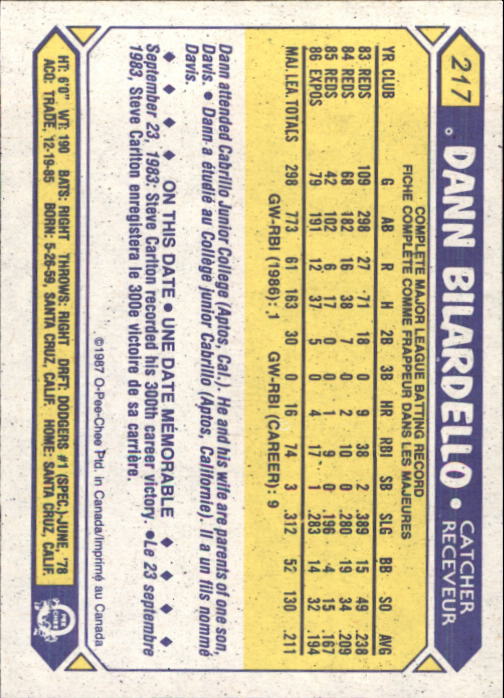 217
DANN BILARDELLO • CATCHER
RECEVEUR
COMPLETE MAJOR LEAGUE BATTING RECORD
FICHE COMPLÈTE COMME FRAPPEUR DANS LES MAJEURES
YR CLUB G AB R H 2B 3B HR RBI SB SLG BB SO AVG
83 REDS 109 298 27 71 18 0 9 38 2 .389 15 49 .238
84 REDS 68 182 16 38 7 0 2 10 0 .280 19 34 .209
85 REDS 42 102 6 17 0 0 1 9 0 .196 4 15 .167
86 EXPOS 79 191 12 37 5 0 4 17 1 .283 14 32 .194
MAJ. LEA. TOTALS 298 773 61 163 30 0 16 74 3 .312 52 130 .211
GW-RBI (1986): 1 GW-RBI (CAREER): 9
Dann attended Cabrillo Junior College (Aptos, Cal.). He and his wife are parents of one son,
Davis. • Dann a étudié au Collège junior Cabrillo (Aptos, Californie). Il a un fils nommé
Davis.
◆ ◆ ◆ ◆ ON THIS DATE • UNE DATE MÉMORABLE ◆ ◆ ◆ ◆
September 23, 1983: Steve Carlton recorded his 300th career victory. • Le 23 septembre
1983, Steve Carlton enregistera le 300e victoire de sa carrière.
©1987 O-Pee-Chee Ptd. in Canada/Imprimé au Canada
HT: 6'0" WT: 190 BATS: RIGHT THROWS: RIGHT DRFT: DODGERS #1 (SPEC.)-JUNE, '78
ACQ: TRADE, 12-19-85 BORN: 5-26-59, SANTA CRUZ, CALIF. HOME: SANTA CRUZ, CALIF.
O
PEE
CHEE